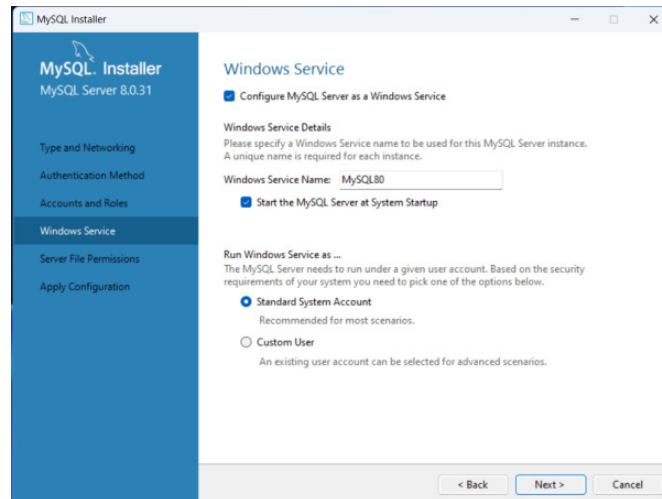 MySQL Installer
MySQL. Installer
MySQL Server 8.0.31
Type and Networking
Authentication Method
Accounts and Roles
Windows Service
Server File Permissions
Apply Configuration
Windows Service
Configure MySQL Server as a Windows Service
Windows Service Details
Please specify a Windows Service name to be used for this MySQL Server instance.
A unique name is required for each instance.
Windows Service Name: MySQL80
Start the MySQL Server at System Startup
Run Windows Service as ...
The MySQL Server needs to run under a given user account. Based on the security
requirements of your system you need to pick one of the options below.
Standard System Account
Recommended for most scenarios.
Custom User
An existing user account can be selected for advanced scenarios.
< Back
Next >
Cancel